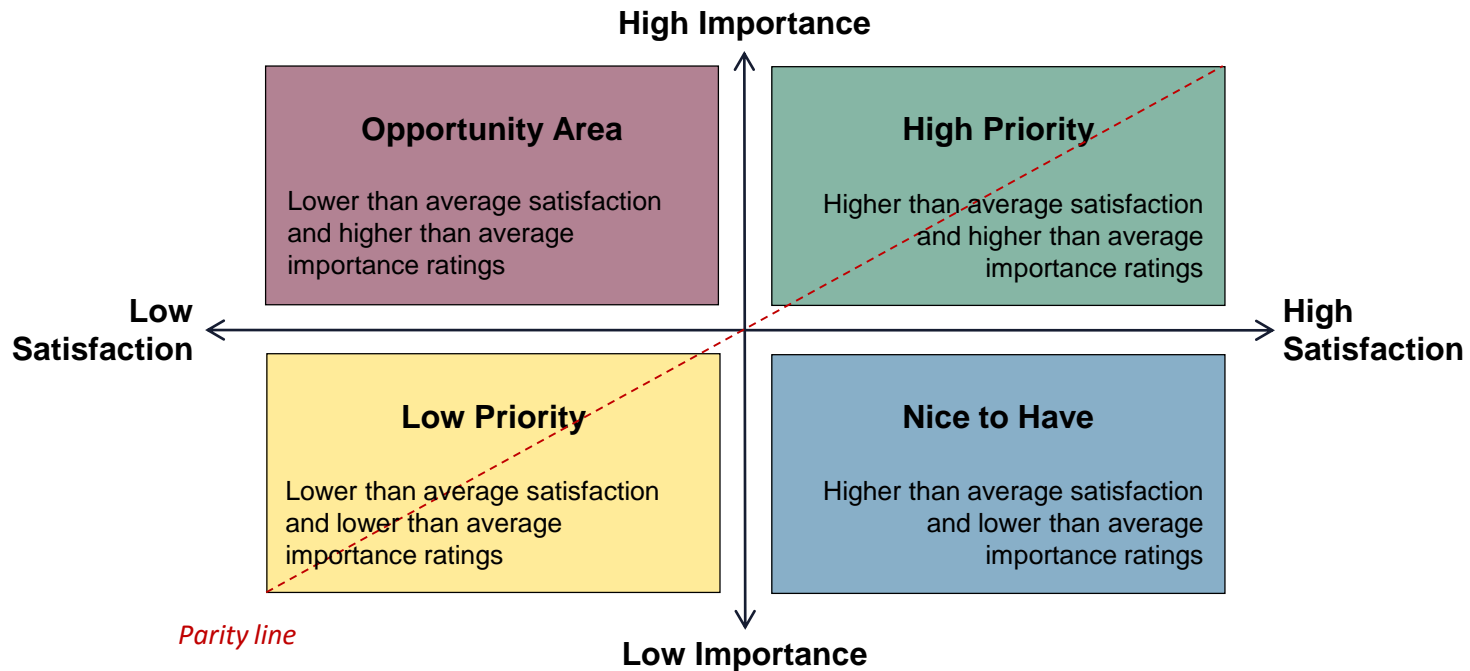 High Importance
Opportunity Area
Lower than average satisfaction
and higher than average
importance ratings
High Priority
Higher than average satisfaction
and higher than average
importance ratings
Low
Satisfaction
High
Satisfaction
Low Priority
Lower than average satisfaction
and lower than average
importance ratings
Nice to Have
Higher than average satisfaction
and lower than average
importance ratings
Parity line
Low Importance